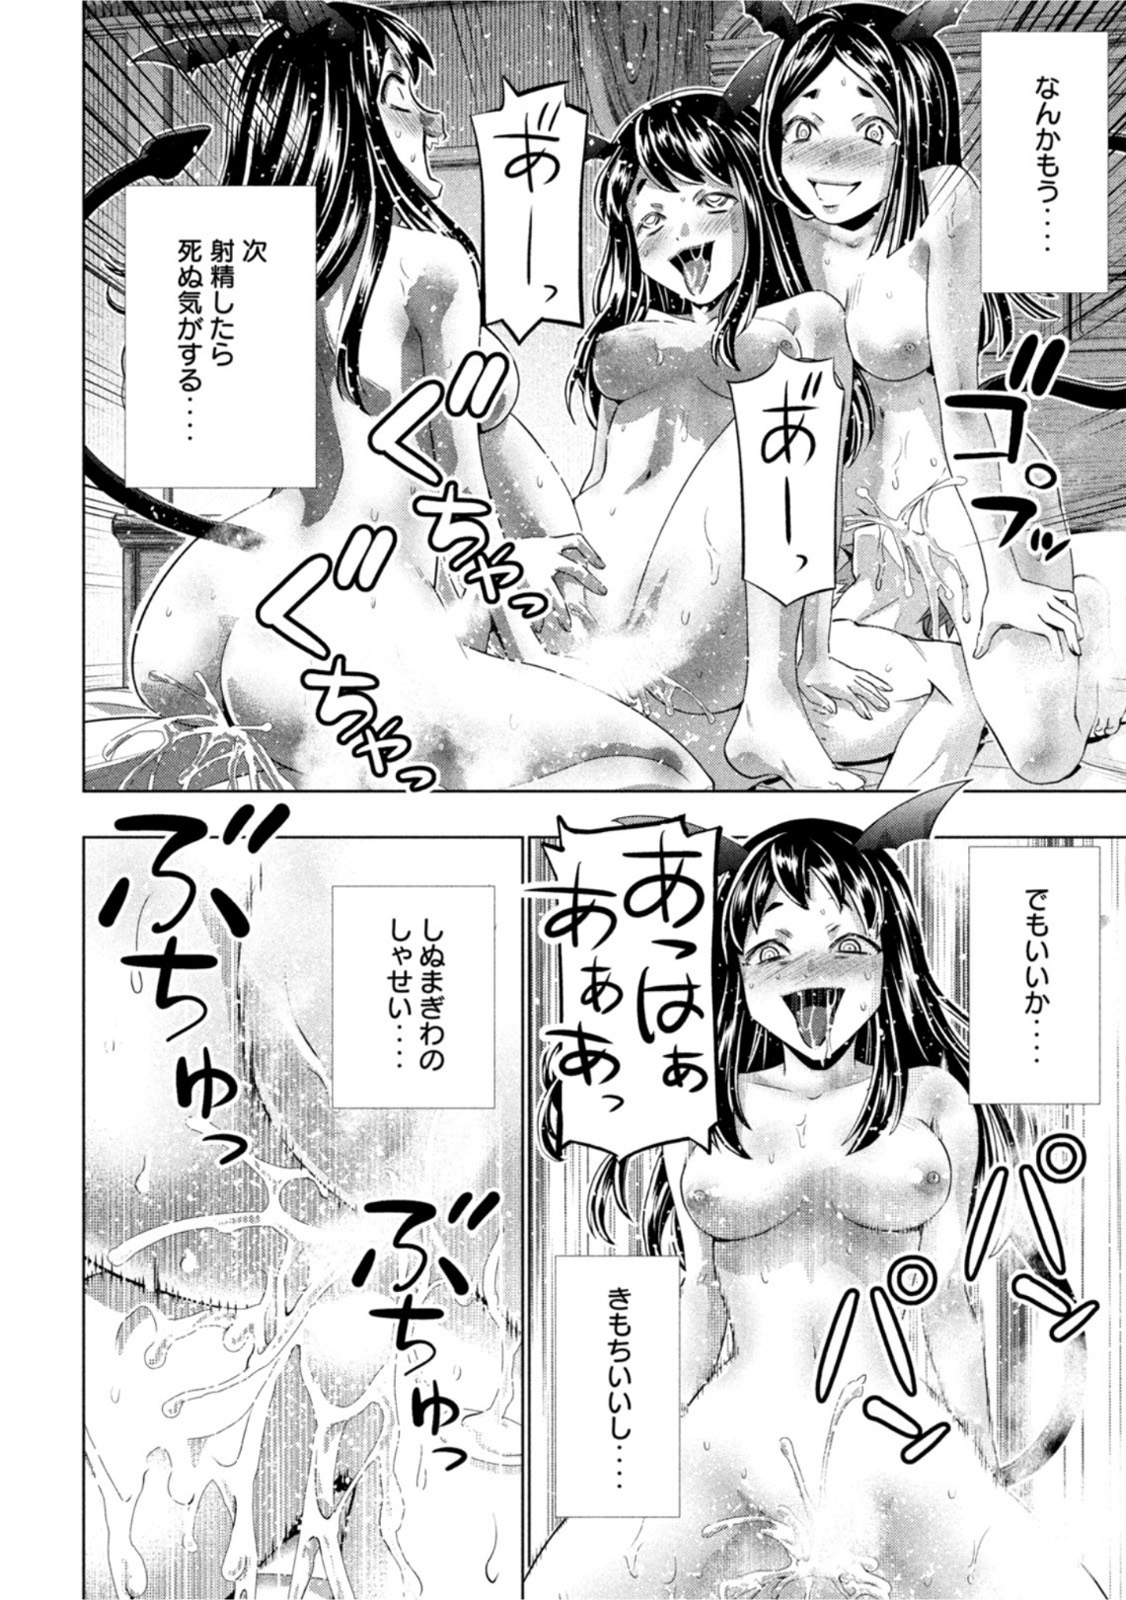 なんかもう‥‥
あーっ
あーっ
ゴプッ
次
射精したら
死ぬ気がする‥‥
ぐちゃっ
ぐちゃっ
でもいいか‥‥
あっはぁ
あぁあっ
パンパン
きもちいいし‥‥
しぬまぎわの
しゃせい‥‥
ぶちゅっ
ぶちゅっ